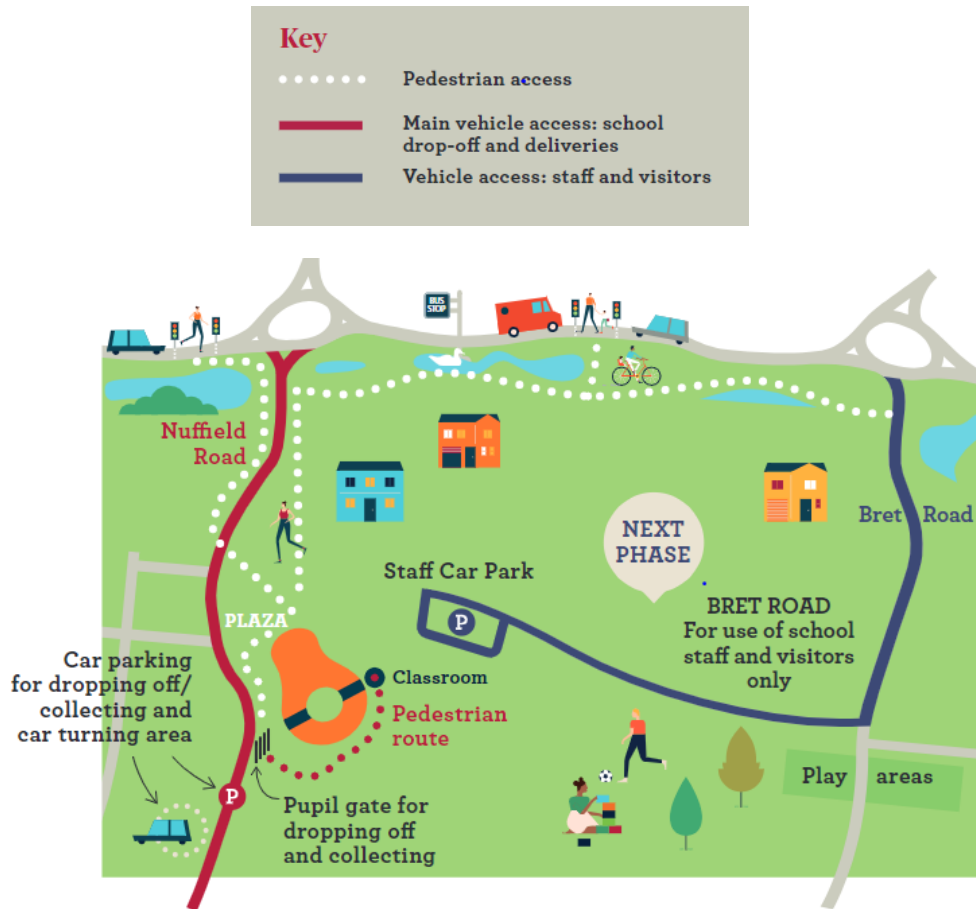 Key
Pedestrian access
Main vehicle access: school
drop-off and deliveries
Vehicle access: staff and visitors
BUS
STOP
Nuffield
Road
Bret Road
NEXT
PHASE
Staff Car Park
P
BRET ROAD
For use of school
staff and visitors
only
PLAZA
Car parking
for dropping off/
collecting and
car turning area
Classroom
Pedestrian
route
P
Pupil gate for
dropping off
and collecting
Play areas